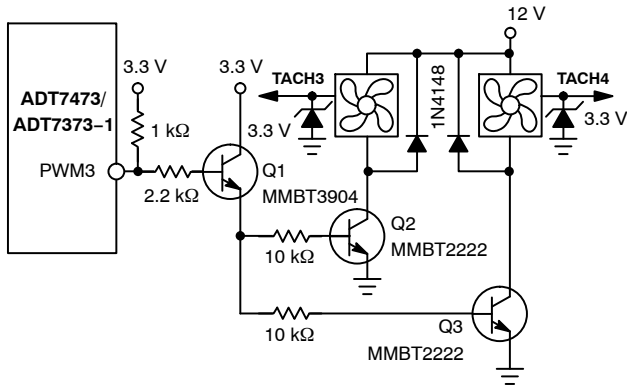 12 V
3.3 V
3.3 V
TACH3
1N4148
TACH4
ADT7473/
ADT7373–1
3.3 V
3.3 V
1 kΩ
PWM3
Q1
2.2 kΩ
MMBT3904
Q2
10 kΩ
MMBT2222
10 kΩ
Q3
MMBT2222